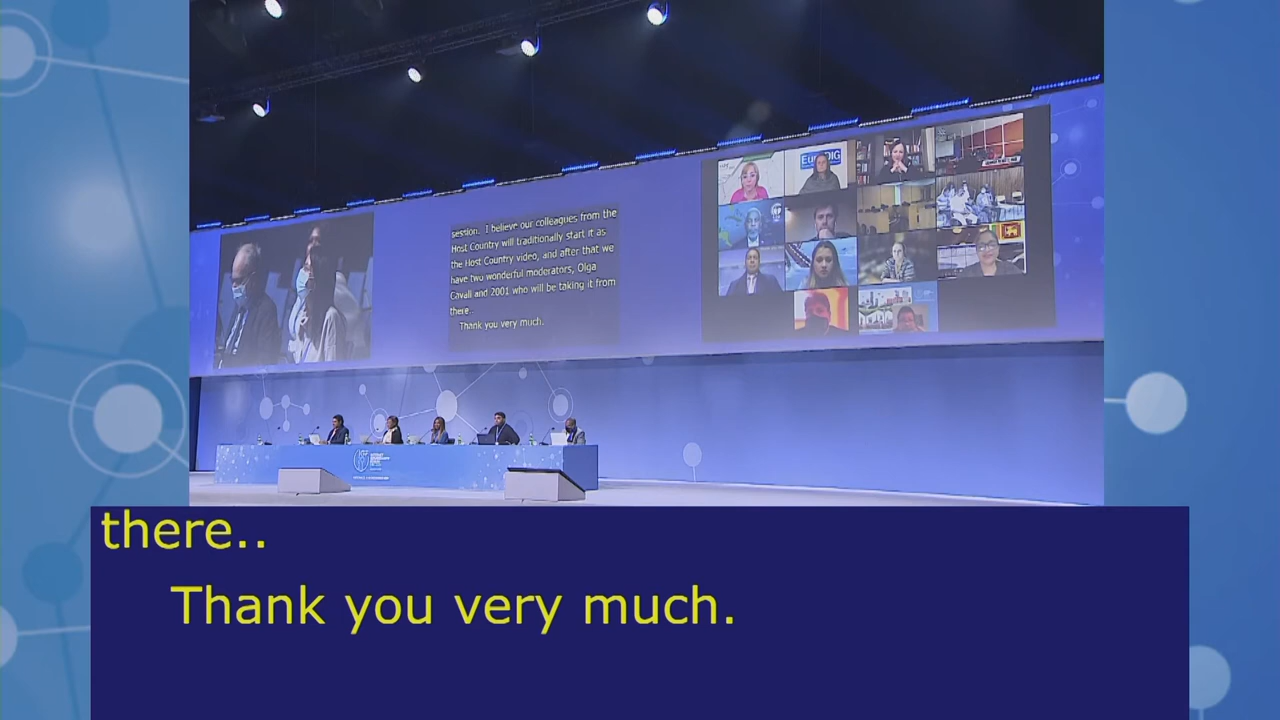 session. I believe our colleagues from the
Host Country will traditionally start it as
the Host Country video, and after that we
have two wonderful moderators, Olga
Cavali and 2001 who will be taking it from
there..
Thank you very much.
there..
Thank you very much.